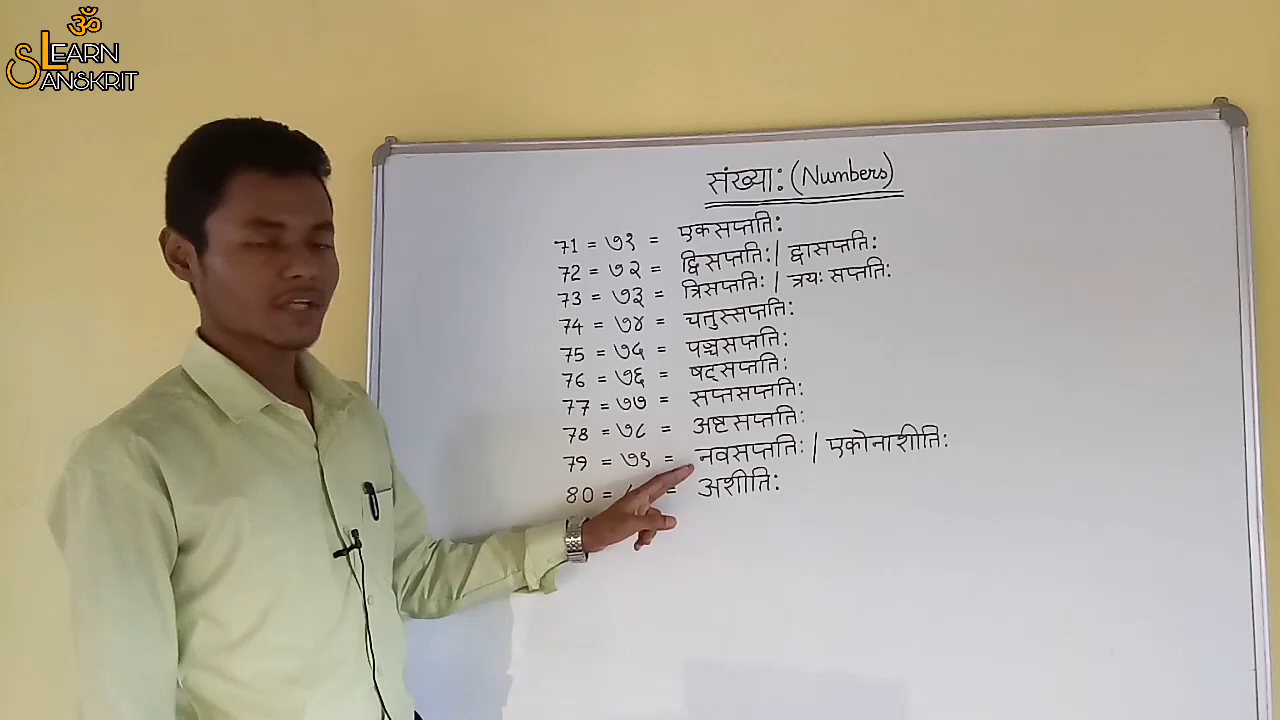 ॐ
LEARN
SANSKRIT
संख्या: (Numbers)
71 = ७१ = एकसप्तति:
72 = ७२ = द्विसप्तति: / द्वासप्तति:
73 = ७३ = त्रिसप्तति: / त्रयः सप्तति:
74 = ७४ = चतुस्सप्तति:
75 = ७५ = पञ्चसप्तति:
76 = ७६ = षट्सप्तति:
77 = ७७ = सप्तसप्तति:
78 = ७८ = अष्टसप्तति:
79 = ७९ = नवसप्तति: / एकोनाशीति:
80 = = अशीति: